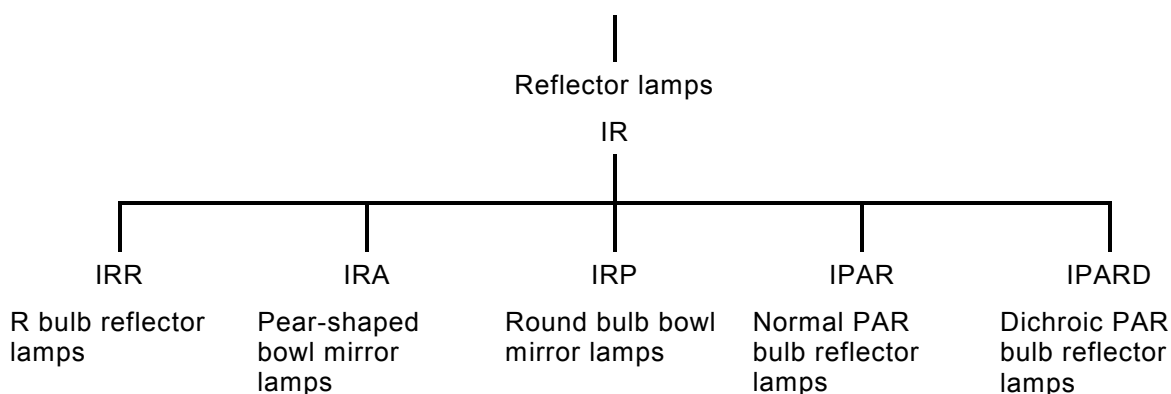 Reflector lamps
IR
IRR
R bulb reflector
lamps
IRA
Pear-shaped
bowl mirror
lamps
IRP
Round bulb bowl
mirror lamps
IPAR
Normal PAR
bulb reflector
lamps
IPARD
Dichroic PAR
bulb reflector
lamps